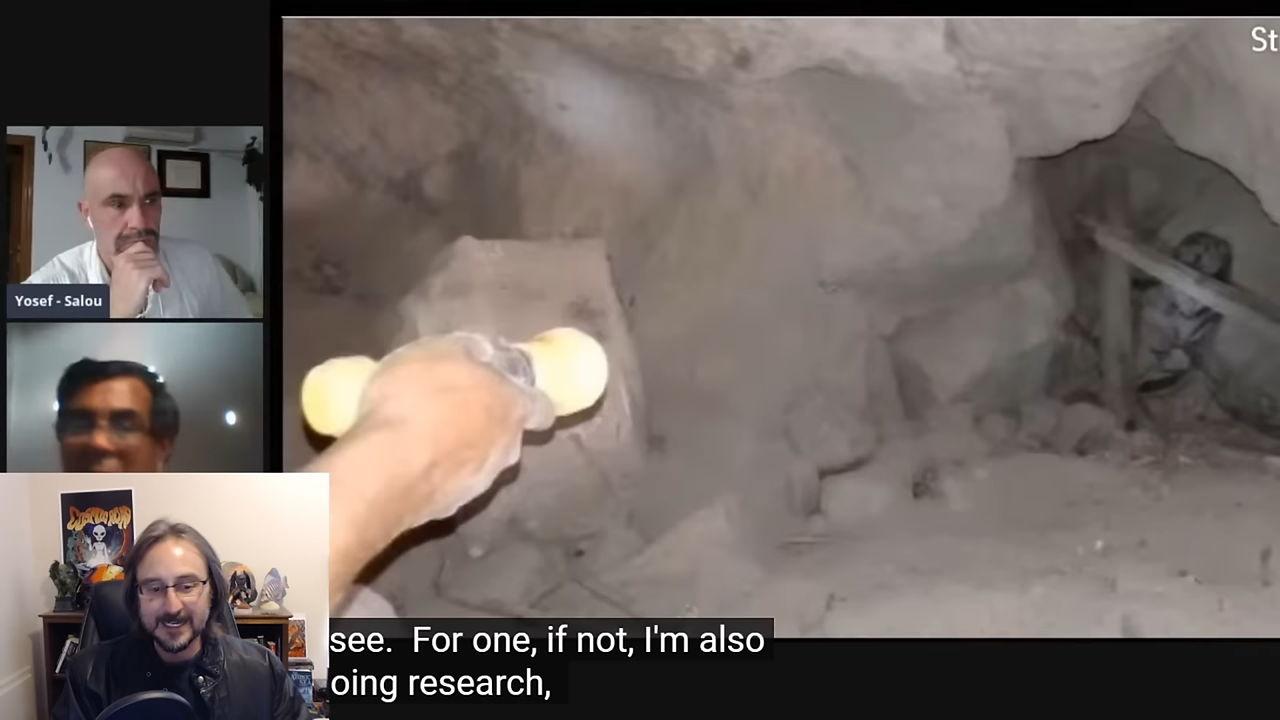 St
Yosef - Salou
see. For one, if not, I'm also
oing research,